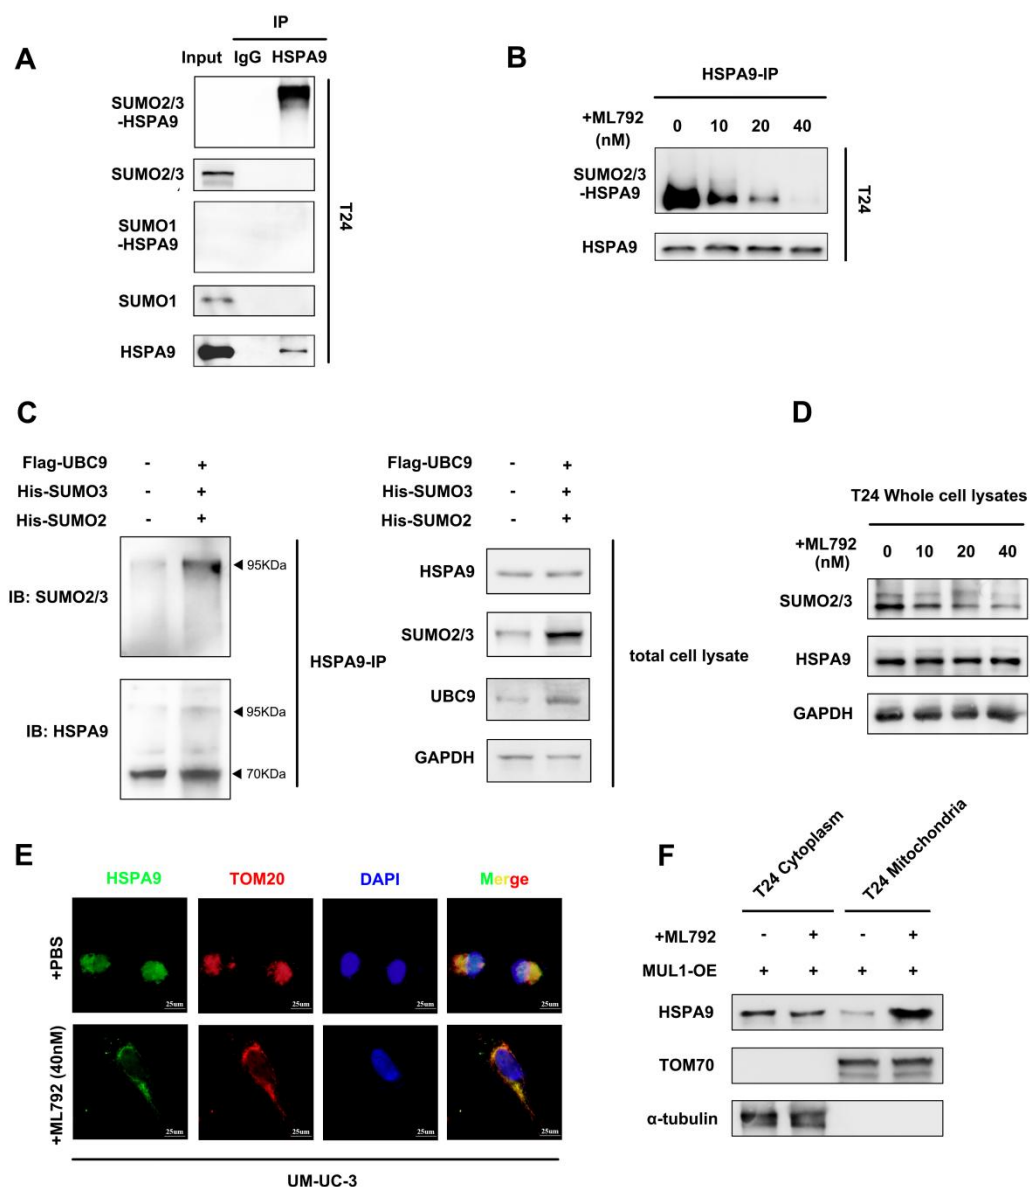 A
IP
Input IgG HSPA9
SUMO2/3
-HSPA9
SUMO2/3
SUMO1
-HSPA9
SUMO1
HSPA9
T24
B
HSPA9-IP
+ML792
(nM)
0 10 20 40
SUMO2/3
-HSPA9
HSPA9
T24
C
Flag-UBC9 - +
His-SUMO3 - +
His-SUMO2 - +
IB: SUMO2/3
◀ 95KDa
IB: HSPA9
◀ 95KDa
◀ 70KDa
HSPA9-IP
Flag-UBC9 - +
His-SUMO3 - +
His-SUMO2 - +
HSPA9
SUMO2/3
UBC9
GAPDH
total cell lysate
D
T24 Whole cell lysates
+ML792
(nM)
0 10 20 40
SUMO2/3
HSPA9
GAPDH
E
HSPA9 TOM20 DAPI Merge
+PBS
25um 25um 25um 25um
+ML792 (40nM)
25um 25um 25um 25um
UM-UC-3
F
T24 Cytoplasm
T24 Mitochondria
+ML792 - + - +
MUL1-OE + + + +
HSPA9
TOM70
α-tubulin